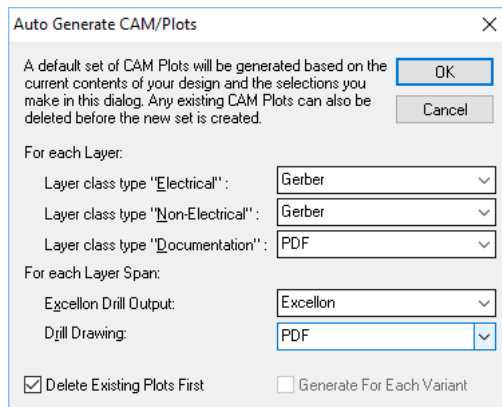 Auto Generate CAM/Plots
A default set of CAM Plots will be generated based on the
current contents of your design and the selections you
make in this dialog. Any existing CAM Plots can also be
deleted before the new set is created.
OK
Cancel
For each Layer:
Layer class type "Electrical" : Gerber
Layer class type "Non-Electrical" : Gerber
Layer class type "Documentation" : PDF
For each Layer Span:
Excellon Drill Output: Excellon
Drill Drawing: PDF
Delete Existing Plots First
Generate For Each Variant